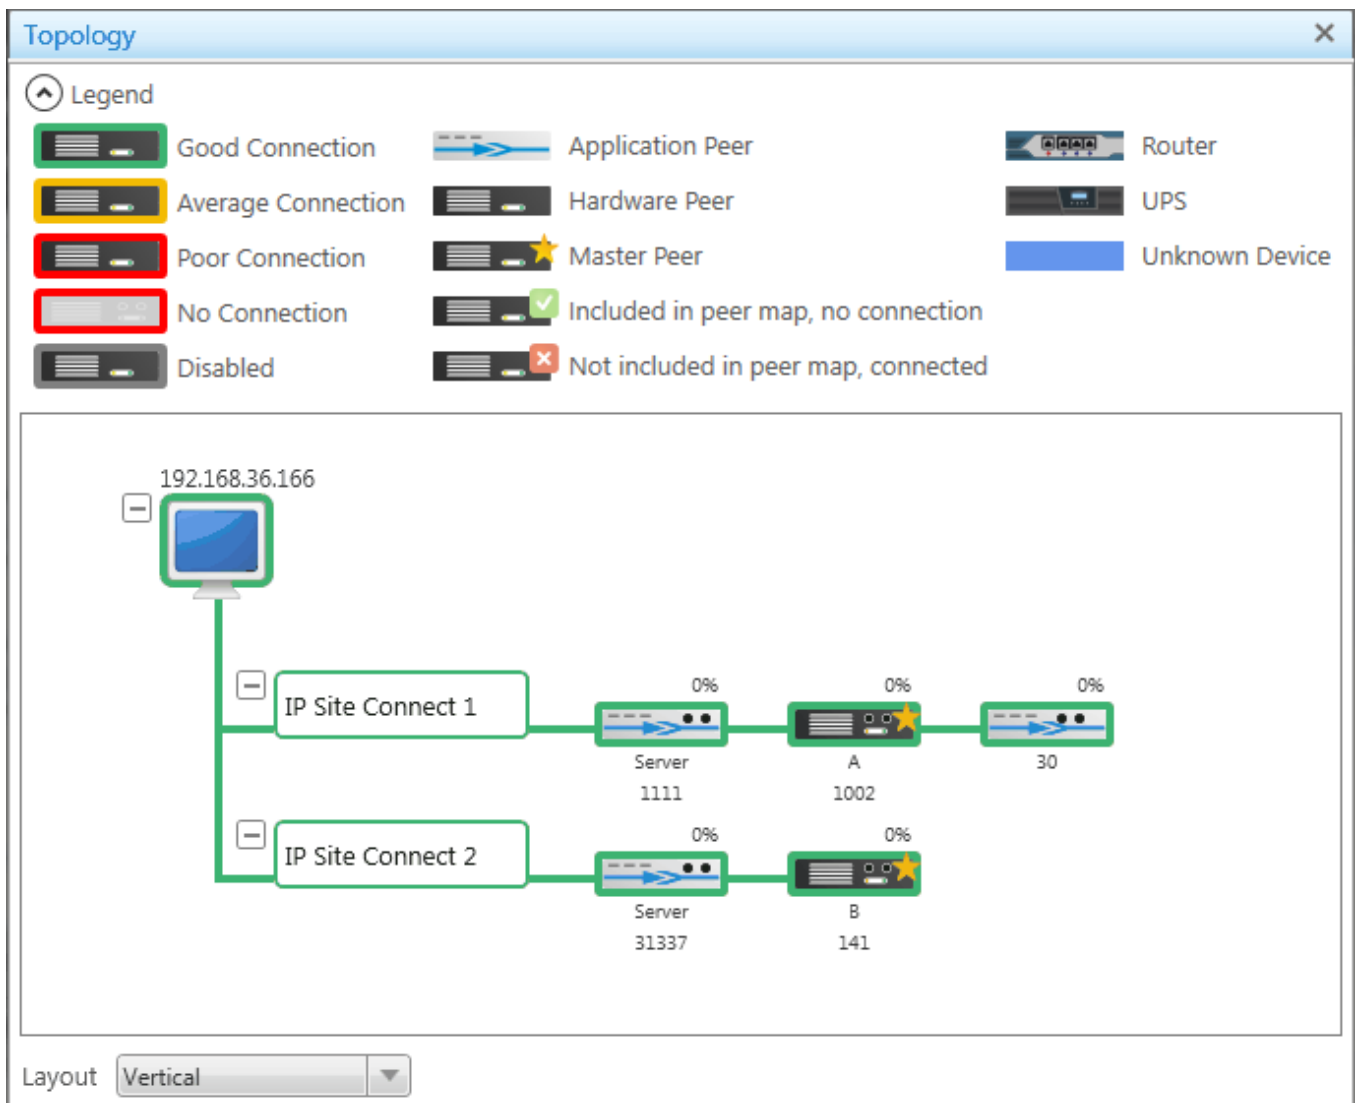 Topology
Legend
Good Connection
Application Peer
Router
Average Connection
Hardware Peer
UPS
Poor Connection
Master Peer
Unknown Device
No Connection
Included in peer map, no connection
Disabled
Not included in peer map, connected
192.168.36.166
IP Site Connect 1
0%
0%
0%
Server
A
30
1111
1002
IP Site Connect 2
0%
0%
Server
B
31337
141
Layout
Vertical